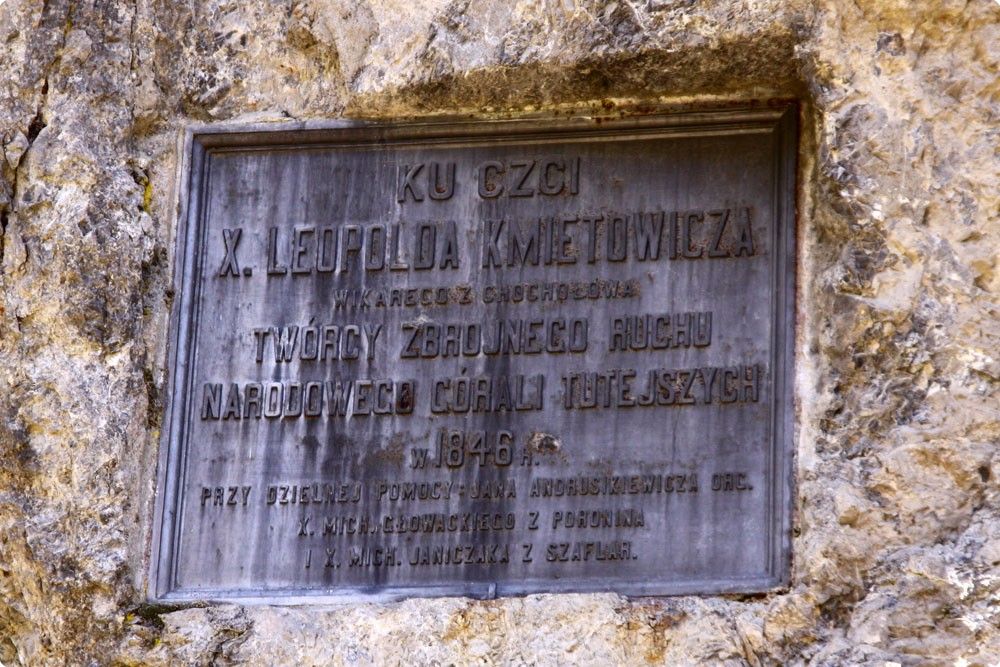 KU CZCI
X. LEOPOLDA KMIETOWICZA
WIKAREGO Z CHOCHOŁOWA
TWÓRCY ZBROJNEGO RUCHU
NARODOWEGO GÓRALI TUTEJSZYCH
W 1846 R.
PRZY DZIELNEJ POMOCY: JANA ANDRUSIKIEWICZA ORG.
X. MICH. GŁOWACKIEGO Z PORONINA
I X. MICH. JANICZAKA Z SZAFLAR.